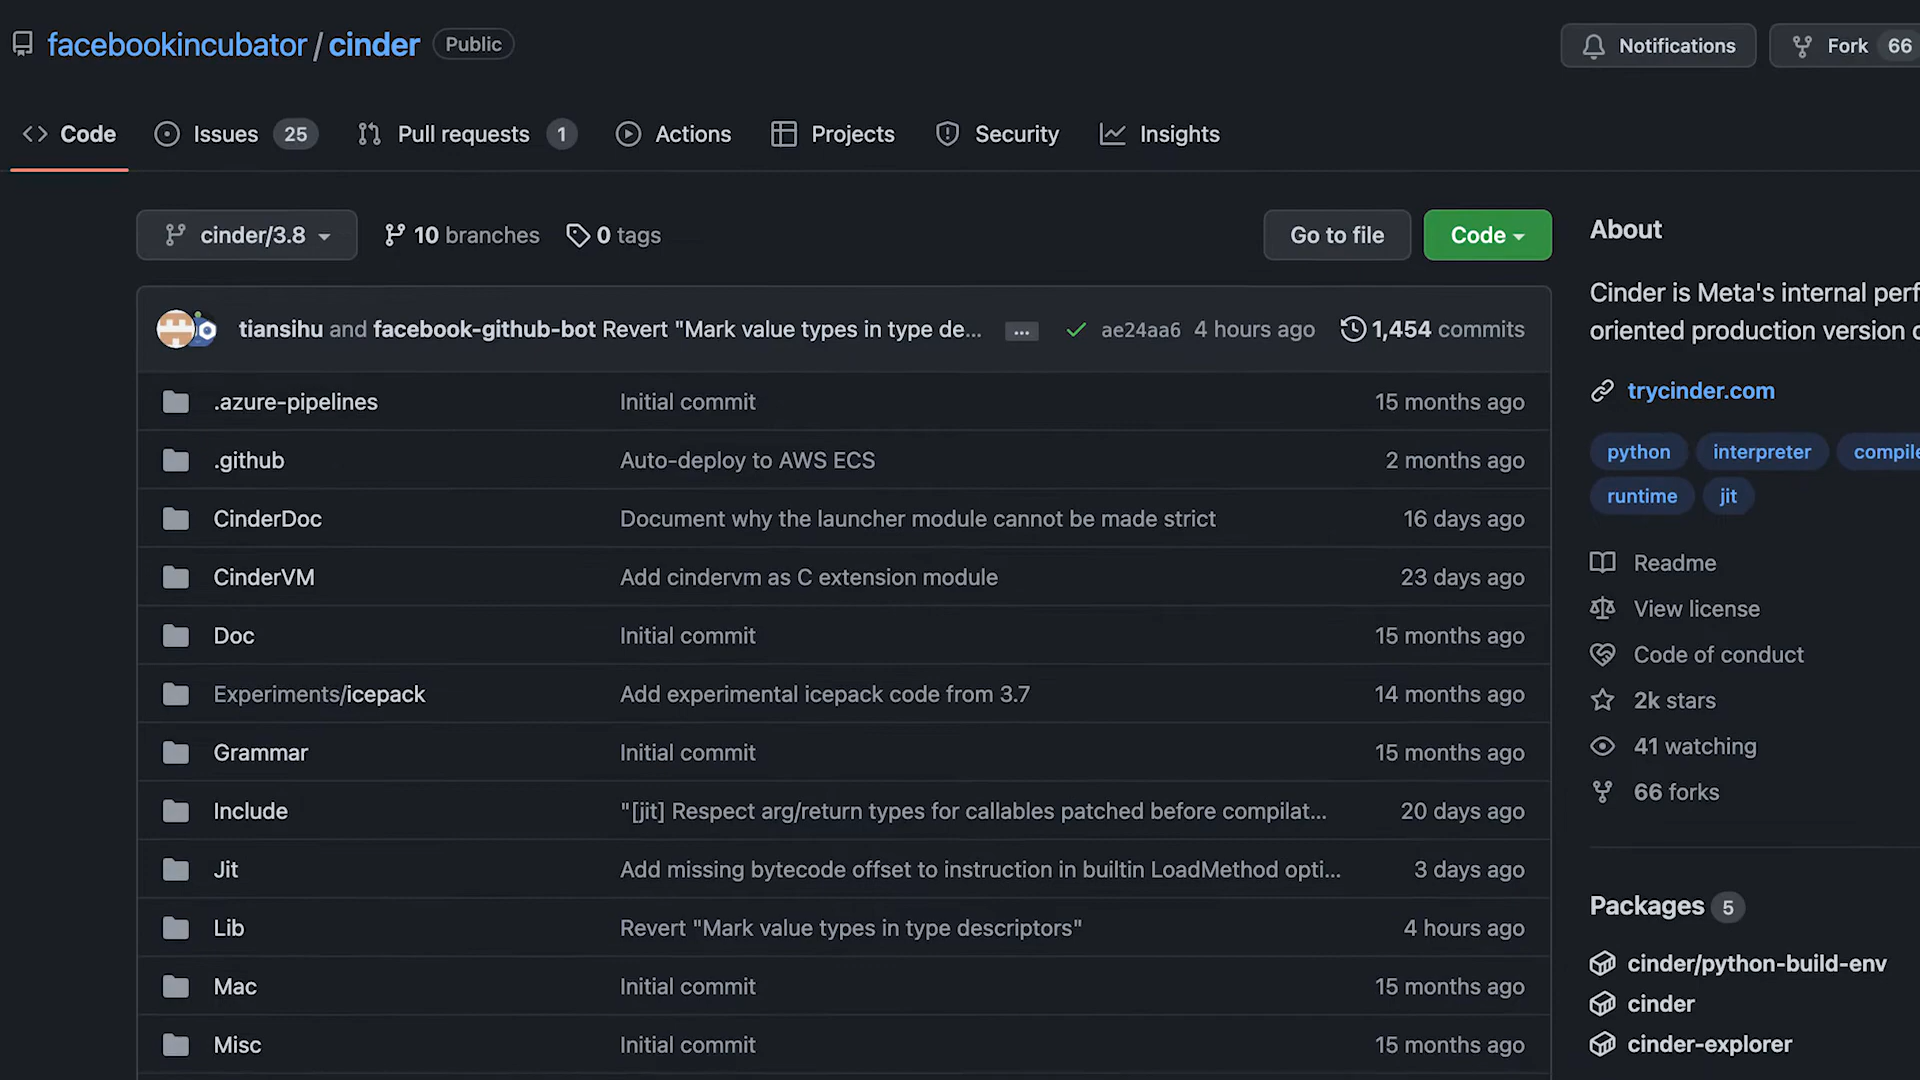 facebookincubator / cinder Public
Notifications
Fork 66
Code
Issues 25
Pull requests 1
Actions
Projects
Security
Insights
cinder/3.8
10 branches
0 tags
Go to file
Code
tiansihu and facebook-github-bot Revert "Mark value types in type de... ... ae24aa6 4 hours ago 1,454 commits
.azure-pipelines Initial commit 15 months ago
.github Auto-deploy to AWS ECS 2 months ago
CinderDoc Document why the launcher module cannot be made strict 16 days ago
CinderVM Add cindervm as C extension module 23 days ago
Doc Initial commit 15 months ago
Experiments/icepack Add experimental icepack code from 3.7 14 months ago
Grammar Initial commit 15 months ago
Include "[jit] Respect arg/return types for callables patched before compilat... 20 days ago
Jit Add missing bytecode offset to instruction in builtin LoadMethod opti... 3 days ago
Lib Revert "Mark value types in type descriptors" 4 hours ago
Mac Initial commit 15 months ago
Misc Initial commit 15 months ago
About
Cinder is Meta's internal perf
oriented production version
trycinder.com
python interpreter compile
runtime jit
Readme
View license
Code of conduct
2k stars
41 watching
66 forks
Packages 5
cinder/python-build-env
cinder
cinder-explorer